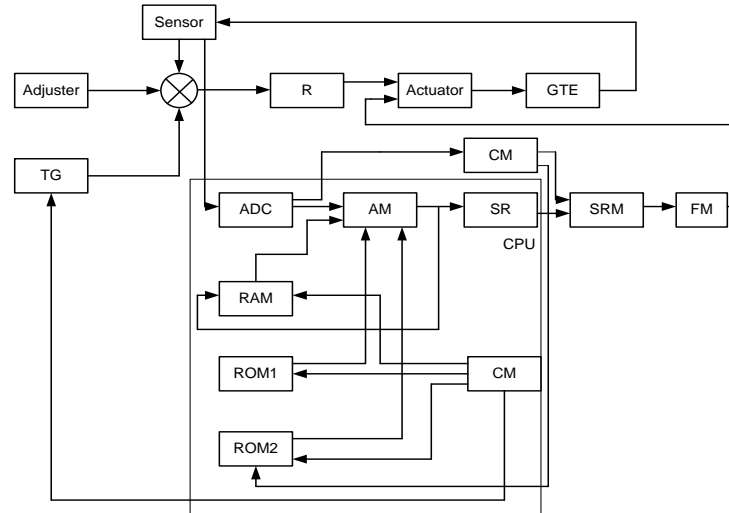 Sensor
Adjuster
R
Actuator
GTE
TG
CM
ADC
AM
SR
SRM
FM
CPU
RAM
ROM1
CM
ROM2